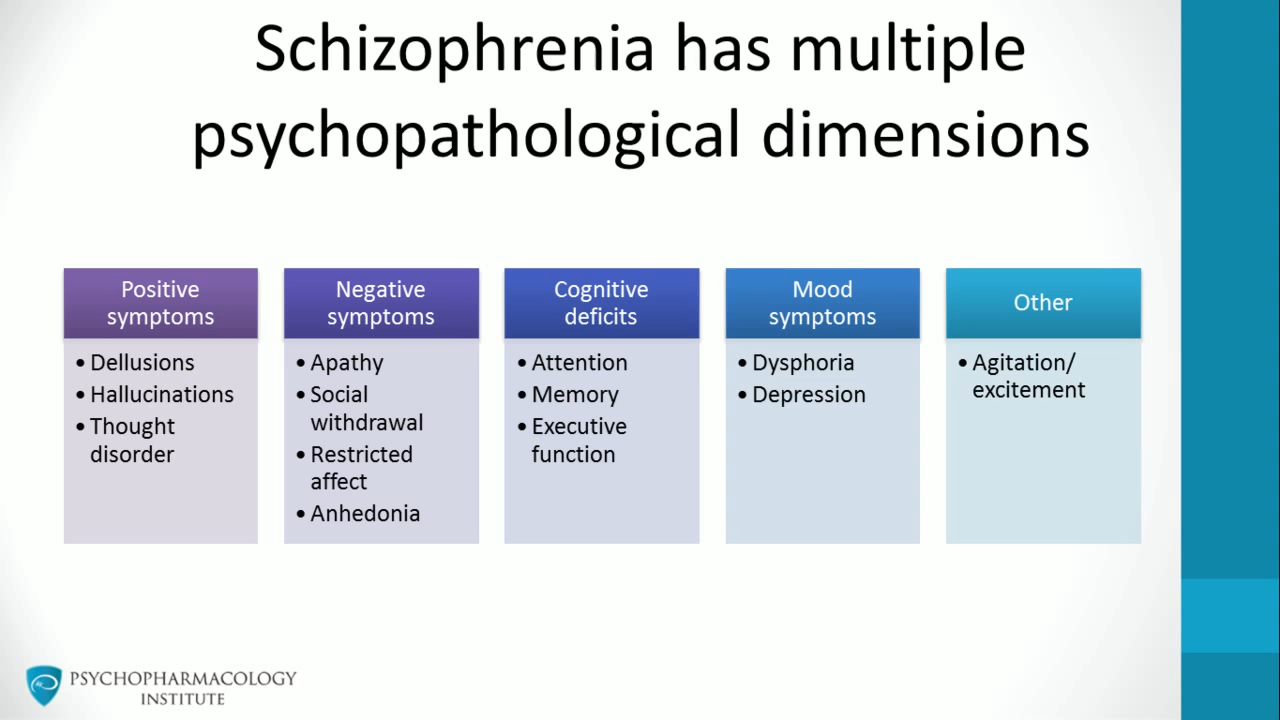 Schizophrenia has multiple
psychopathological dimensions
Positive
symptoms
• Dellusions
• Hallucinations
• Thought
disorder
Negative
symptoms
• Apathy
• Social
withdrawal
• Restricted
affect
• Anhedonia
Cognitive
deficits
• Attention
• Memory
• Executive
function
Mood
symptoms
• Dysphoria
• Depression
Other
• Agitation/
excitement
PSYCHOPHARMACOLOGY
INSTITUTE